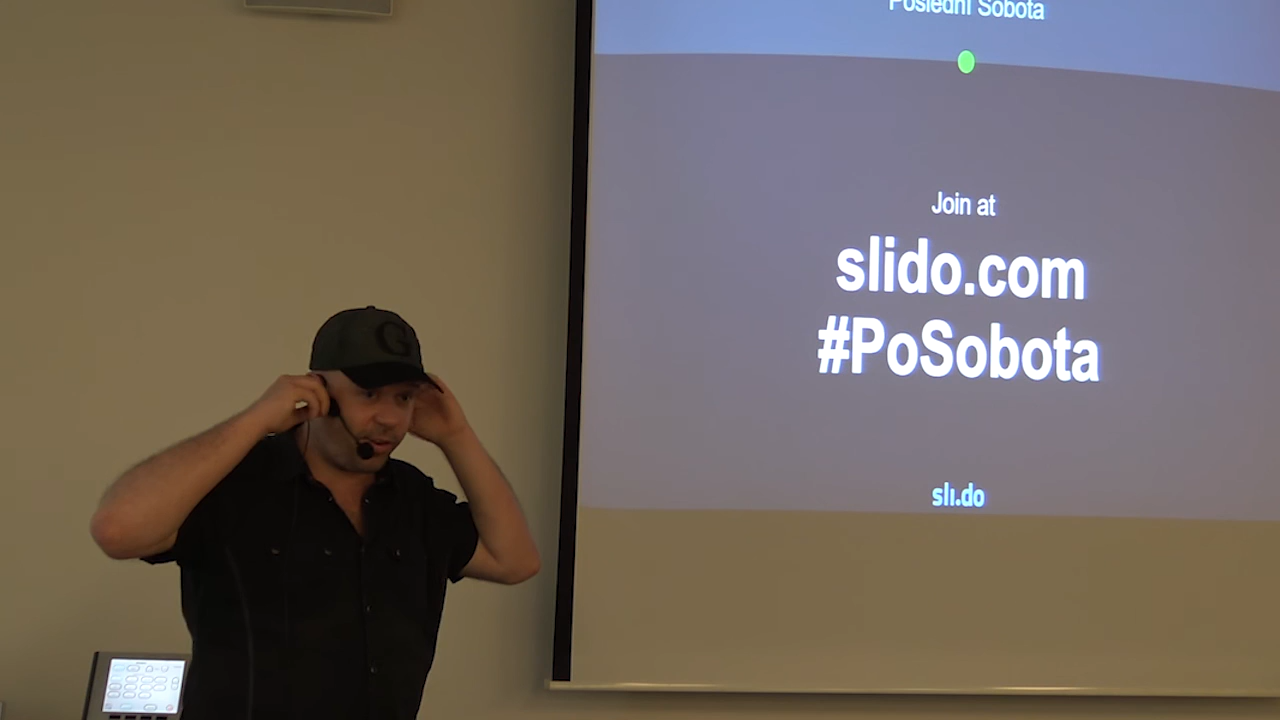 Poslední Sobota
Join at
slido.com
#PoSobota
sli.do
G